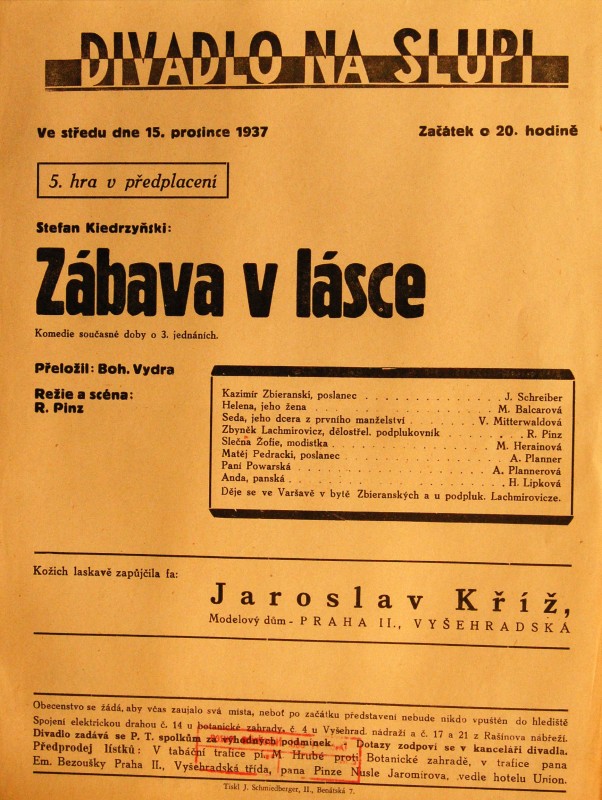 DIVADLO NA SLUPI
Ve středu dne 15. prosince 1937 Začátek o 20. hodině
5. hra v předplacení
Stefan Kiedrzyňski:
Zábava v lásce
Komedie současné doby o 3. jednáních.
Přeložil: Boh. Vydra
Režie a scéna:
R. Pinz
Kazimír Zbieranski, poslanec . . . . . . . . . . . . J. Schreiber
Helena, jeho žena . . . . . . . . . . . . . . . . M. Balcarová
Seda, jeho dcera z prvního manželství . . . . . . V. Mitterwaldová
Zbyněk Lachmirovicz, dělostřel. podplukovník . . . . . . . R. Pinz
Slečna Žofie, modistka . . . . . . . . . . . . . . M. Herainová
Matěj Pedracki, poslanec . . . . . . . . . . . . . A. Planner
Paní Powarská . . . . . . . . . . . . . . . . A. Plannerová
Anda, panská . . . . . . . . . . . . . . . . . H. Lipková
Děje se ve Varšavě v bytě Zbieranských a u podpluk. Lachmirovicze.
Kožich laskavě zapůjčila fa:
Jaroslav Kříž,
Modelový dům - PRAHA II., VYŠEHRADSKÁ
Obecenstvo se žádá, aby včas zaujalo svá místa, neboť po začátku představení nebude nikdo vpuštěn do hlediště
Spojení elektrickou drahou č. 14 u botanické zahrady, č 4 u Vyšehrad. nádraží a č. 17 a 21 z Rašínova nábřeží.
Divadlo zadává se P. T. spolkům za výhodných podmínek. Dotazy zodpoví se v kanceláři divadla.
Předprodej lístků: V tabáční trafice pí. M Hrubé proti Botanické zahradě, v trafice pana
Em. Bezoušky Praha II., Vyšehradská třída, pana Pinze Nusle Jaromírova, vedle hotelu Union.
Tiskl J. Schmiedberger, II., Benátská 7.